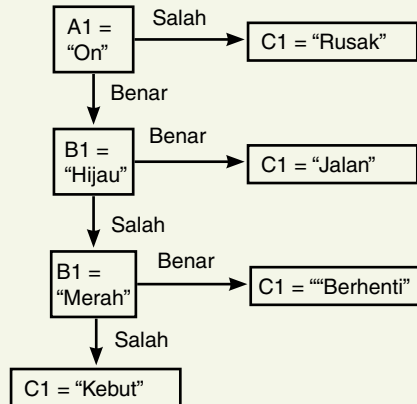 A1 =
“On”
Salah
C1 = “Rusak”
Benar
B1 =
“Hijau”
Benar
C1 = “Jalan”
Salah
B1 =
“Merah”
Benar
C1 = ““Berhenti”
Salah
C1 = “Kebut”